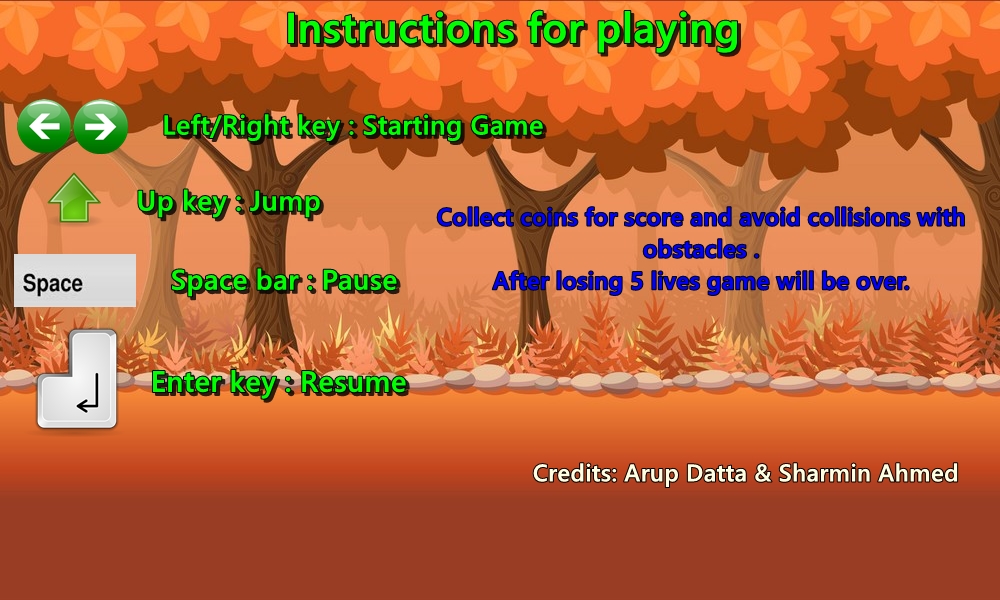 Instructions for playing
Left/Right key : Starting Game
Up key : Jump
Collect coins for score and avoid collisions with
obstacles .
After losing 5 lives game will be over.
Space
Space bar : Pause
Enter key : Resume
Credits: Arup Datta & Sharmin Ahmed